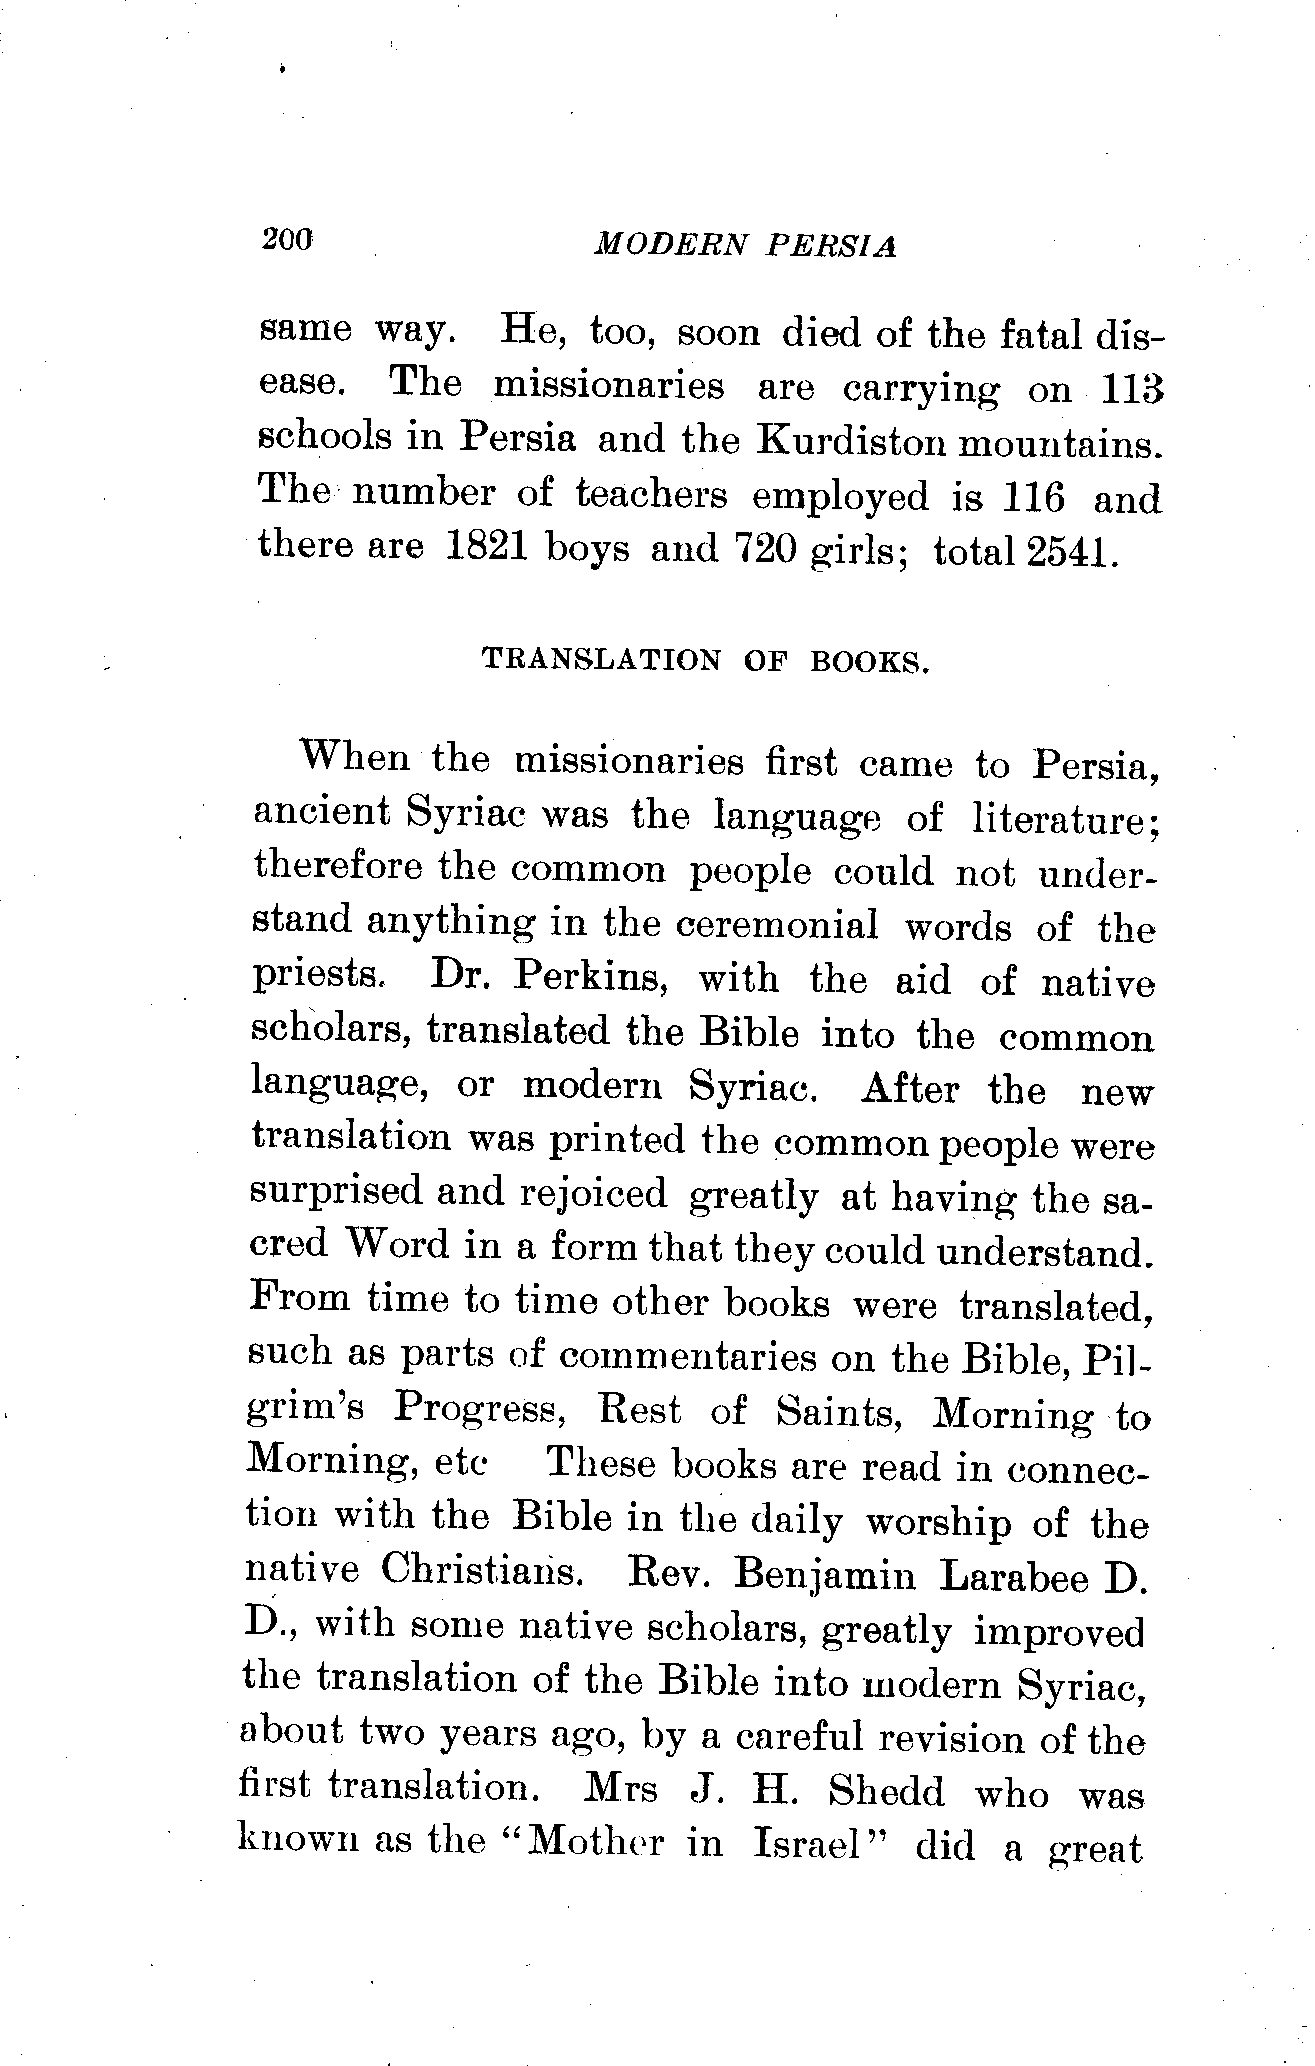 200 MODERN PERSIA
same way. He, too, soon died of the fatal dis-
ease. The missionaries are carrying on 113
schools in Persia and the Kurdiston mountains.
The number of teachers employed is 116 and
there are 1821 boys and 720 girls; total 2541.
TRANSLATION OF BOOKS.
When the missionaries first came to Persia,
ancient Syriac was the language of literature;
therefore the common people could not under-
stand anything in the ceremonial words of the
priests. Dr. Perkins, with the aid of native
scholars, translated the Bible into the common
language, or modern Syriac. After the new
translation was printed the common people were
surprised and rejoiced greatly at having the sa-
cred Word in a form that they could understand.
From time to time other books were translated,
such as parts of commentaries on the Bible, Pil-
grim's Progress, Rest of Saints, Morning to
Morning, etc These books are read in connec-
tion with the Bible in the daily worship of the
native Christians. Rev. Benjamin Larabee D.
D., with some native scholars, greatly improved
the translation of the Bible into modern Syriac,
about two years ago, by a careful revision of the
first translation. Mrs J. H. Shedd who was
known as the "Mother in Israel" did a great